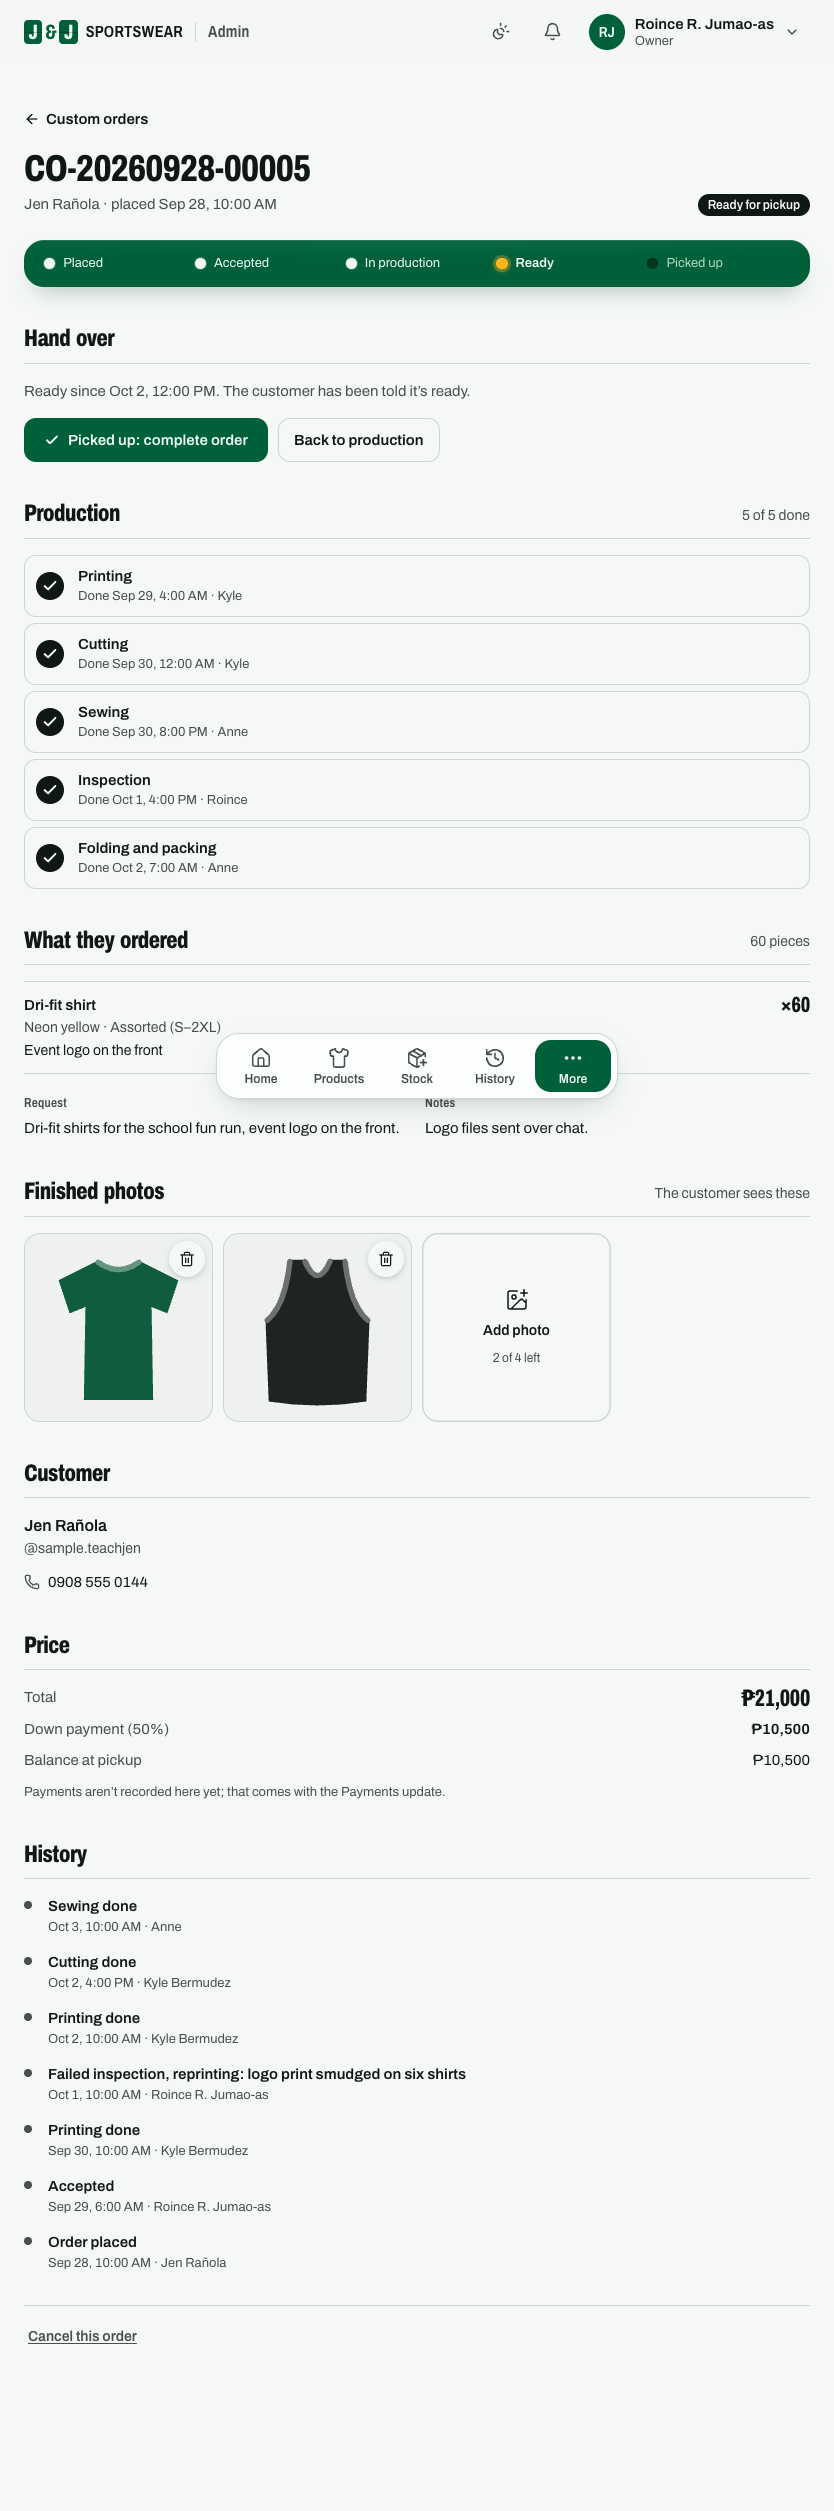 J & J SPORTSWEAR Admin
RJ Roince R. Jumao-as
Owner
Custom orders
CO-20260928-00005
Jen Rañola · placed Sep 28, 10:00 AM
Ready for pickup
Placed Accepted In production Ready Picked up
Hand over
Ready since Oct 2, 12:00 PM. The customer has been told it's ready.
Picked up: complete order Back to production
Production 5 of 5 done
Printing
Done Sep 29, 4:00 AM · Kyle
Cutting
Done Sep 30, 12:00 AM · Kyle
Sewing
Done Sep 30, 8:00 PM · Anne
Inspection
Done Oct 1, 4:00 PM · Roince
Folding and packing
Done Oct 2, 7:00 AM · Anne
What they ordered 60 pieces
Dri-fit shirt ×60
Neon yellow · Assorted (S–2XL)
Event logo on the front
Home Products Stock History More
Request Notes
Dri-fit shirts for the school fun run, event logo on the front. Logo files sent over chat.
Finished photos The customer sees these
Add photo
2 of 4 left
Customer
Jen Rañola
@sample.teachjen
0908 555 0144
Price
Total ₱21,000
Down payment (50%) ₱10,500
Balance at pickup ₱10,500
Payments aren't recorded here yet; that comes with the Payments update.
History
Sewing done
Oct 3, 10:00 AM · Anne
Cutting done
Oct 2, 4:00 PM · Kyle Bermudez
Printing done
Oct 2, 10:00 AM · Kyle Bermudez
Failed inspection, reprinting: logo print smudged on six shirts
Oct 1, 10:00 AM · Roince R. Jumao-as
Printing done
Sep 30, 10:00 AM · Kyle Bermudez
Accepted
Sep 29, 6:00 AM · Roince R. Jumao-as
Order placed
Sep 28, 10:00 AM · Jen Rañola
Cancel this order